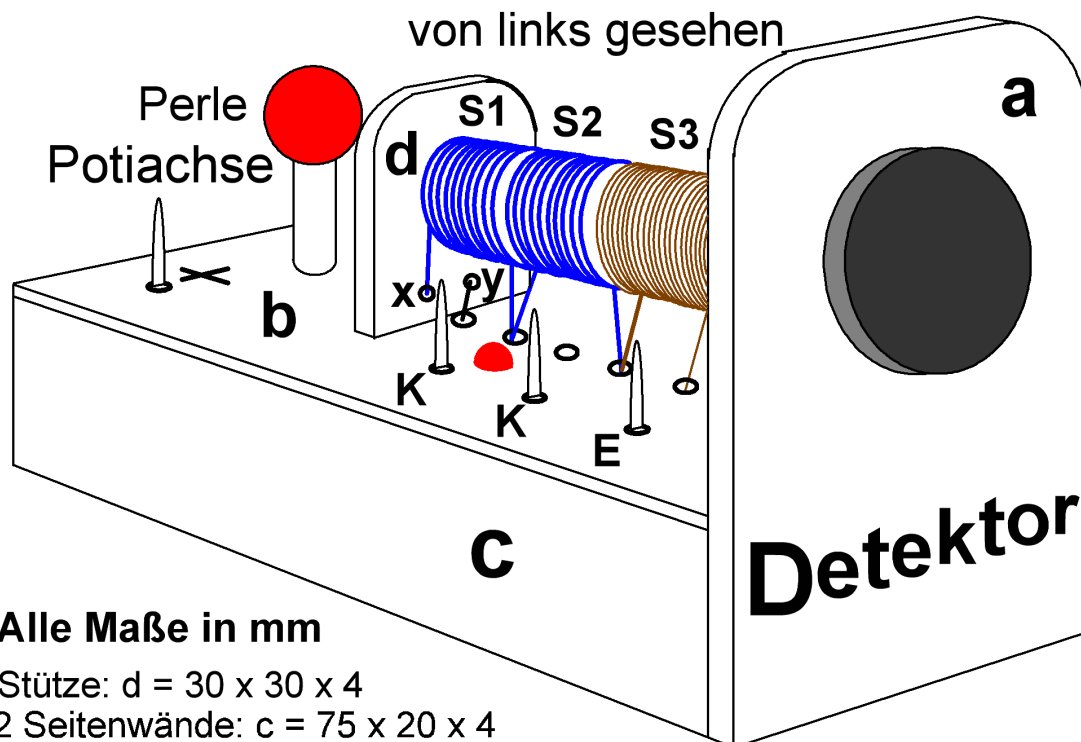 von links gesehen
a
Perle
S1
S2
S3
Potiachse
d
x
y
b
K
K
E
c
Detektor
Alle Maße in mm
Stütze: d = 30 x 30 x 4
2 Seitenwände: c = 75 x 20 x 4